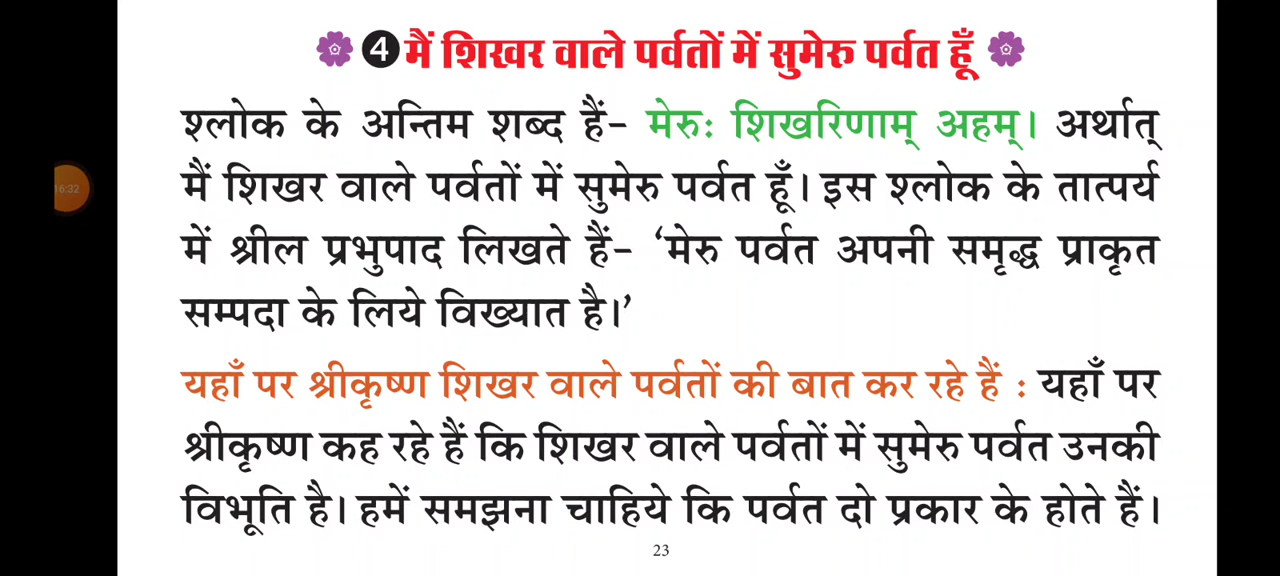 4 मैं शिखर वाले पर्वतों में सुमेरु पर्वत हूँ
श्लोक के अन्तिम शब्द हैं- मेरुः शिखरिणाम् अहम्। अर्थात्
16:32
मैं शिखर वाले पर्वतों में सुमेरु पर्वत हूँ। इस श्लोक के तात्पर्य
में श्रील प्रभुपाद लिखते हैं- ‘मेरु पर्वत अपनी समृद्ध प्राकृत
सम्पदा के लिये विख्यात है।’
यहाँ पर श्रीकृष्ण शिखर वाले पर्वतों की बात कर रहे हैं : यहाँ पर
श्रीकृष्ण कह रहे हैं कि शिखर वाले पर्वतों में सुमेरु पर्वत उनकी
विभूति है। हमें समझना चाहिये कि पर्वत दो प्रकार के होते हैं।
23